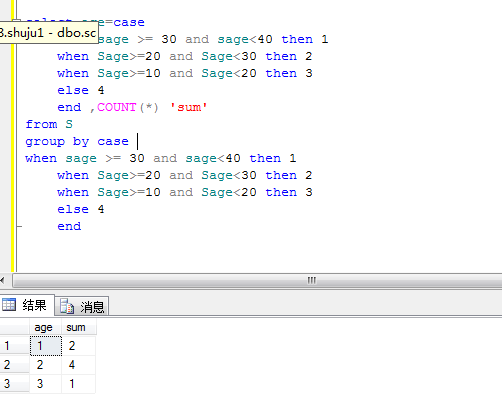 select age=case
3.shuju1 - dbo.sc
sage >= 30 and sage<40 then 1
when Sage>=20 and Sage<30 then 2
when Sage>=10 and Sage<20 then 3
else 4
end ,COUNT(*) 'sum'
from S
group by case
when sage >= 30 and sage<40 then 1
when Sage>=20 and Sage<30 then 2
when Sage>=10 and Sage<20 then 3
else 4
end
结果 消息
age sum
1 1 2
2 2 4
3 3 1